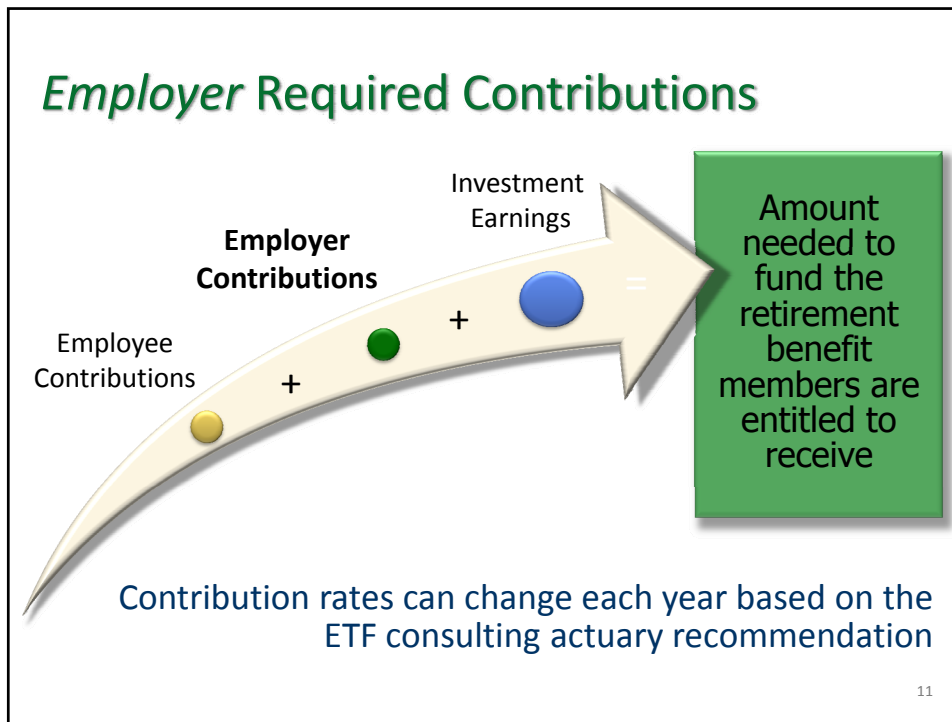 Employer Required Contributions
Employee
Contributions
+
Employer
Contributions
+
Investment
Earnings
=
Amount
needed to
fund the
retirement
benefit
members are
entitled to
receive
Contribution rates can change each year based on the
ETF consulting actuary recommendation
11